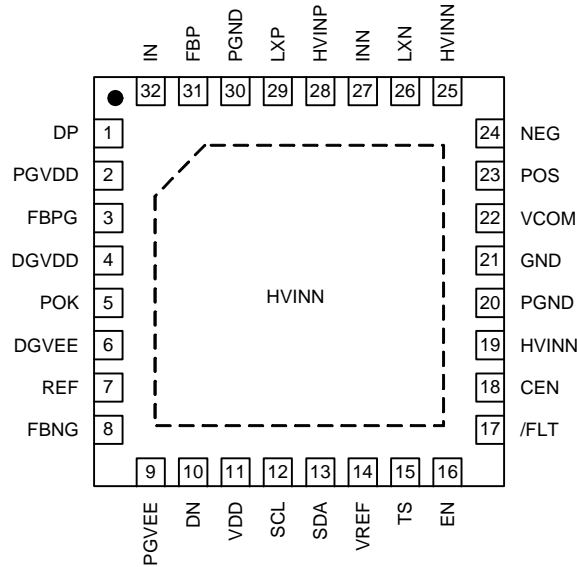 IN FBP PGND LXP HVINP INN LXN HVINN
32 31 30 29 28 27 26 25
DP 1
PGVDD 2
FBPG 3
DGVDD 4
POK 5
DGVEE 6
REF 7
FBNG 8
HVINN
24 NEG
23 POS
22 VCOM
21 GND
20 PGND
19 HVINN
18 CEN
17 /FLT
9 10 11 12 13 14 15 16
PGVEE DN VDD SCL SDA VREF TS EN